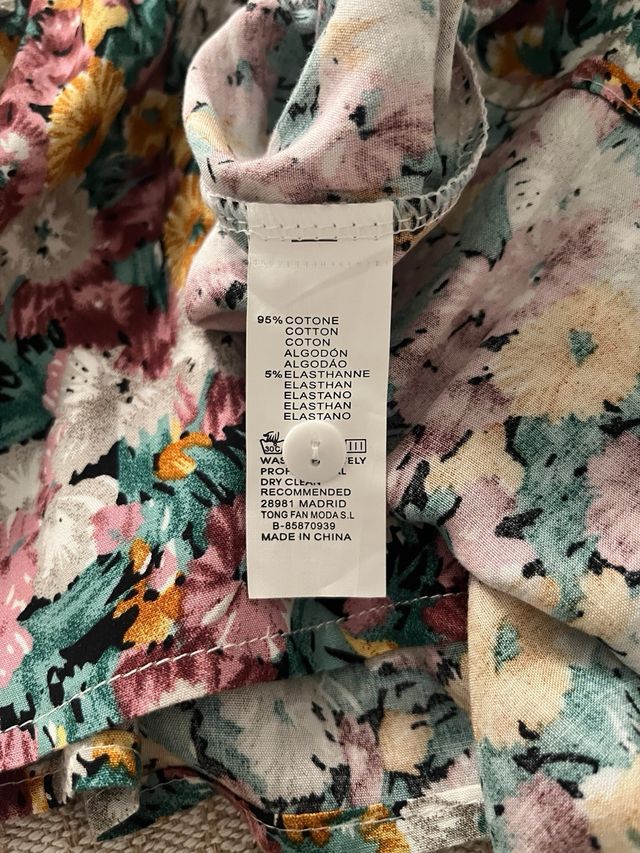 95% COTONE
COTTON
COTON
ALGODÓN
ALGODÃO
5% ELASTHANNE
ELASTHAN
ELASTANO
ELASTHAN
ELASTANO
30C
DRY CLEAN
RECOMMENDED
28981 MADRID
TONG FAN MODA S.L
B-85870939
MADE IN CHINA